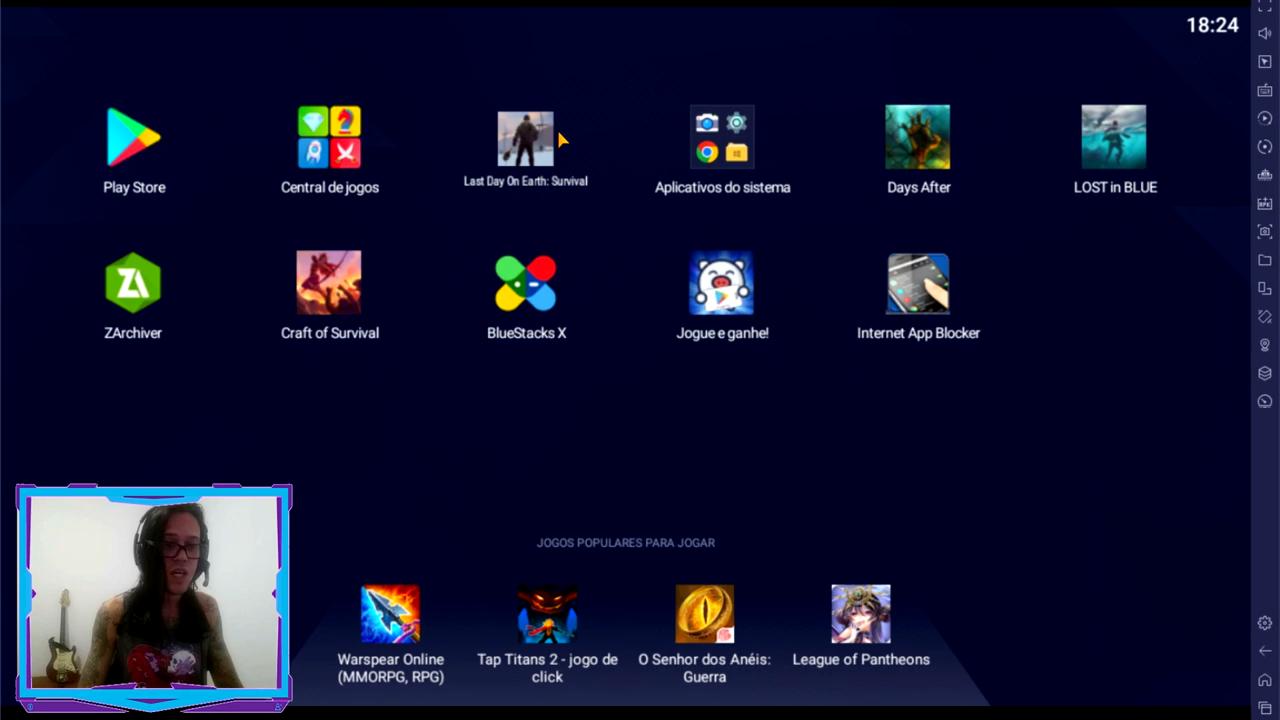 18:24
Play Store
Central de jogos
Last Day On Earth: Survival
Aplicativos do sistema
Days After
LOST in BLUE
ZArchiver
Craft of Survival
BlueStacks X
Jogue e ganhe!
Internet App Blocker
JOGOS POPULARES PARA JOGAR
Warspear Online
(MMORPG, RPG)
Tap Titans 2 - jogo de
click
O Senhor dos Anéis:
Guerra
League of Pantheons